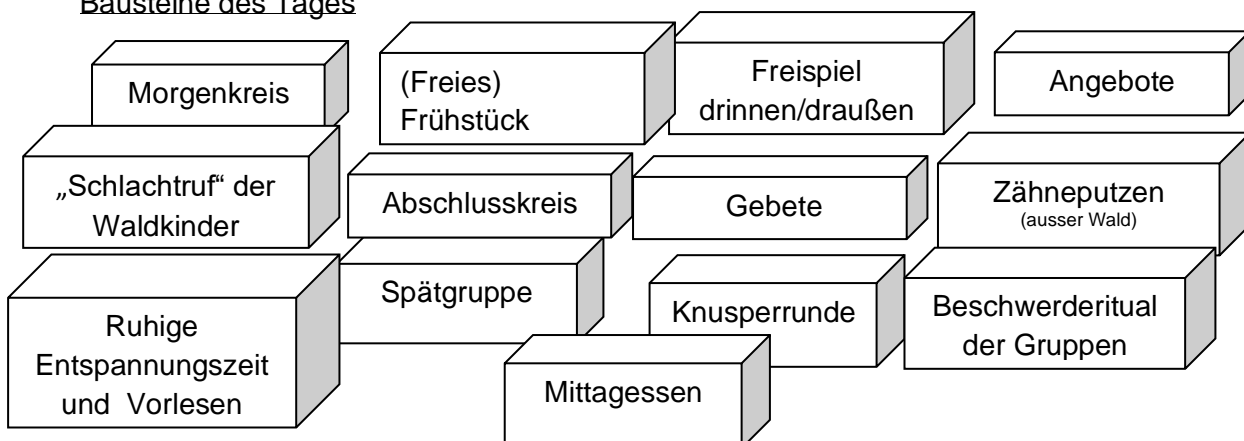 Bausteine des Tages
Morgenkreis
(Freies)
Frühstück
Freispiel
drinnen/draußen
Angebote
„Schlachtruf“ der
Waldkinder
Abschlusskreis
Gebete
Zähneputzen
(ausser Wald)
Ruhige
Entspannungszeit
und Vorlesen
Spätgruppe
Knusperrunde
Beschwerderitual
der Gruppen
Mittagessen